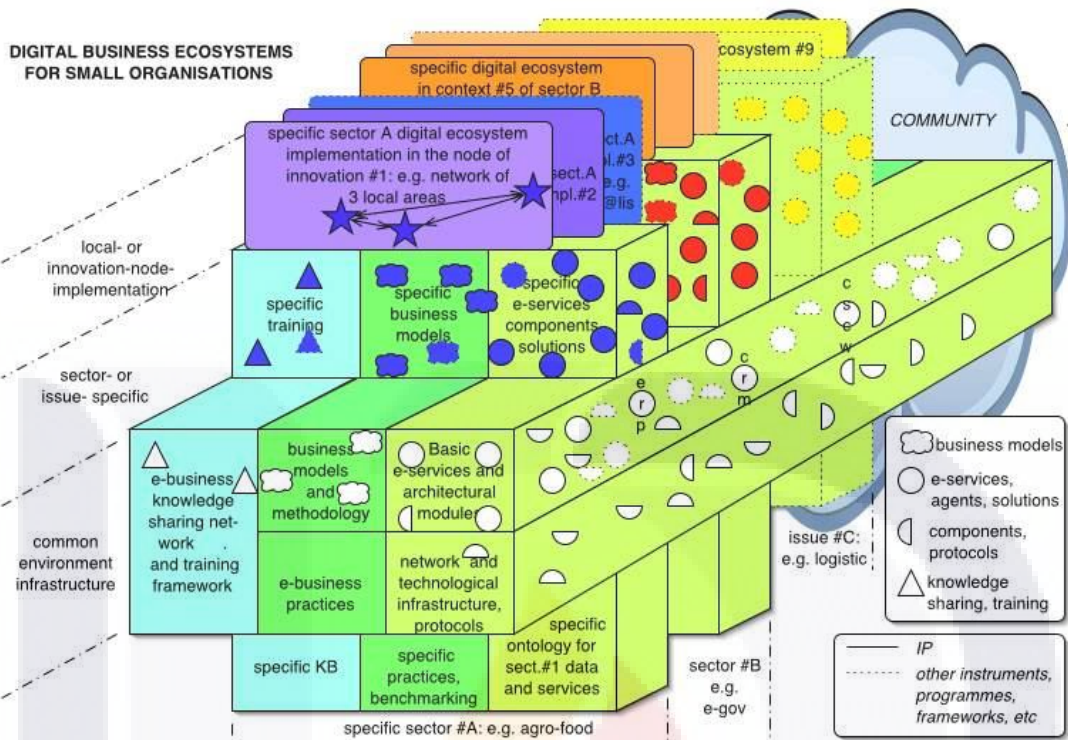 DIGITAL BUSINESS ECOSYSTEMS
FOR SMALL ORGANISATIONS
cosystem #9
specific digital ecosystem
in context #5 of sector B
COMMUNITY
specific sector A digital ecosystem
implementation in the node of
innovation #1: e.g. network of
3 local areas
sect.A
mpl.#2
ct.A
pl.#3
e.g.
@lis
local- or
innovation-node-
implementation
specific
training
specific
business
models
specific
e-services
components
solutions
sector- or
issue- specific
c
s
c
w
c
r
m
e
r
p
e-business
knowledge
sharing net-
work .
and training
framework
business
models
and
methodology
Basic
e-services and
architectural
modules
common
environment
infrastructure
e-business
practices
network and
technological
infrastructure,
protocols
business models
e-services,
agents, solutions
components,
protocols
knowledge
sharing, training
issue #C:
e.g. logistic
specific KB
specific
practices,
benchmarking
specific
ontology for
sect.#1 data
and services
sector #B
e.g.
e-gov
IP
other instruments,
programmes,
frameworks, etc
specific sector #A: e.g. agro-food